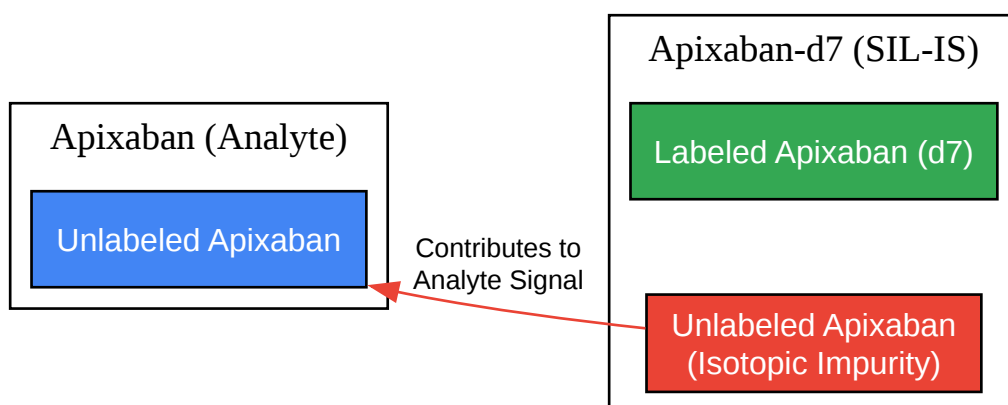 Apixaban (Analyte)
Unlabeled Apixaban
Contributes to
Analyte Signal
Apixaban-d7 (SIL-IS)
Labeled Apixaban (d7)
Unlabeled Apixaban
(Isotopic Impurity)